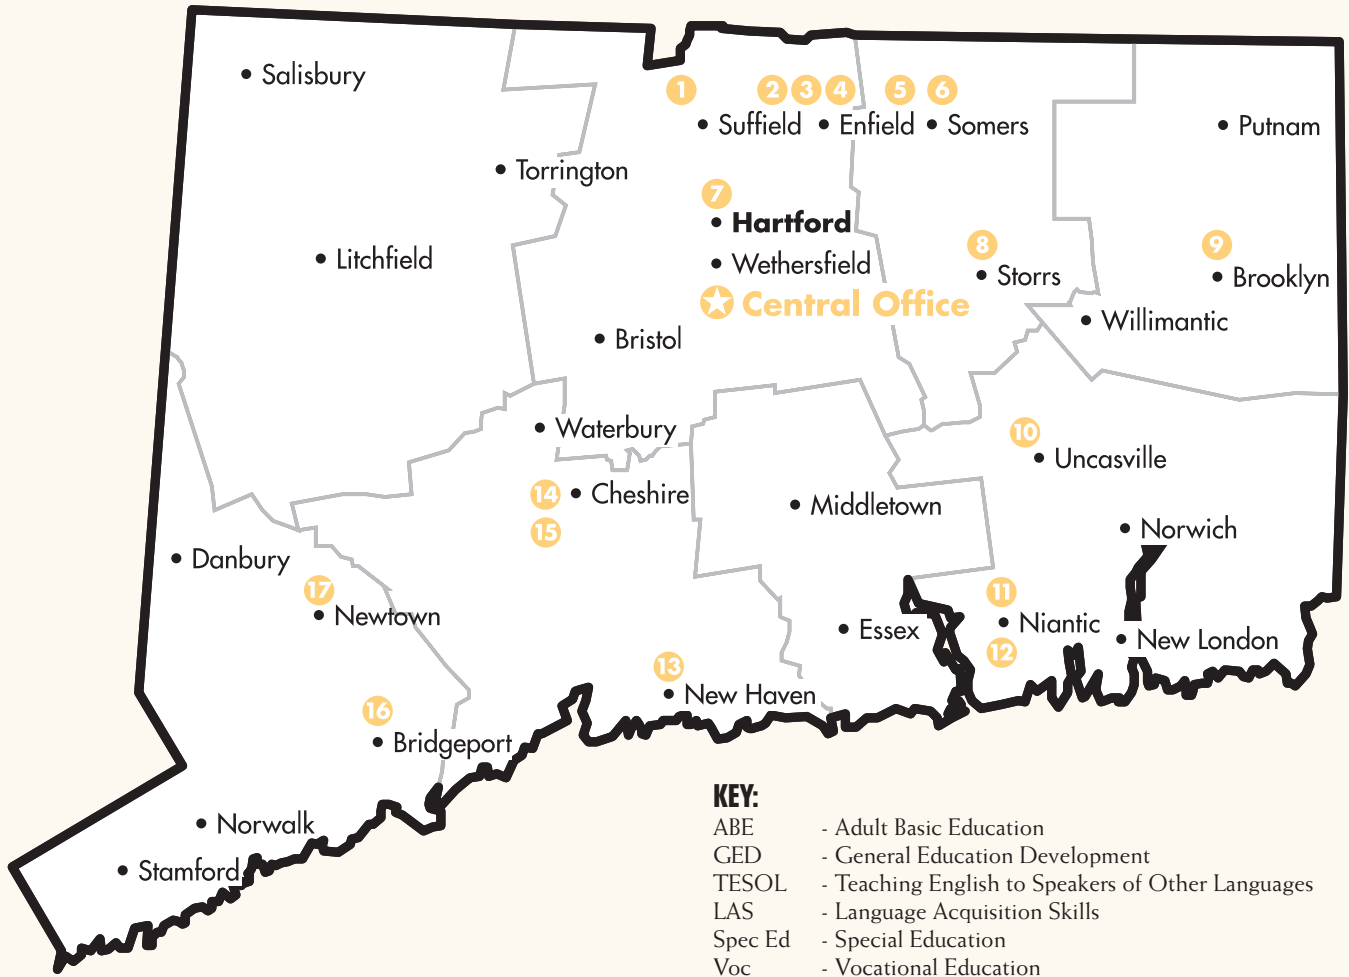 Salisbury
1
2
3
4
5
6
Suffield
Enfield
Somers
Putnam
Torrington
7
Hartford
Litchfield
Wethersfield
8
9
Storrs
Brooklyn
Central Office
Willimantic
Bristol
Waterbury
10
Uncasville
14
Cheshire
Middletown
15
Norwich
Danbury
17
Newtown
11
Niantic
Essex
12
New London
13
New Haven
16
Bridgeport
Norwalk
Stamford
KEY:
ABE - Adult Basic Education
GED - General Education Development
TESOL - Teaching English to Speakers of Other Languages
LAS - Language Acquisition Skills
Spec Ed - Special Education
Voc - Vocational Education